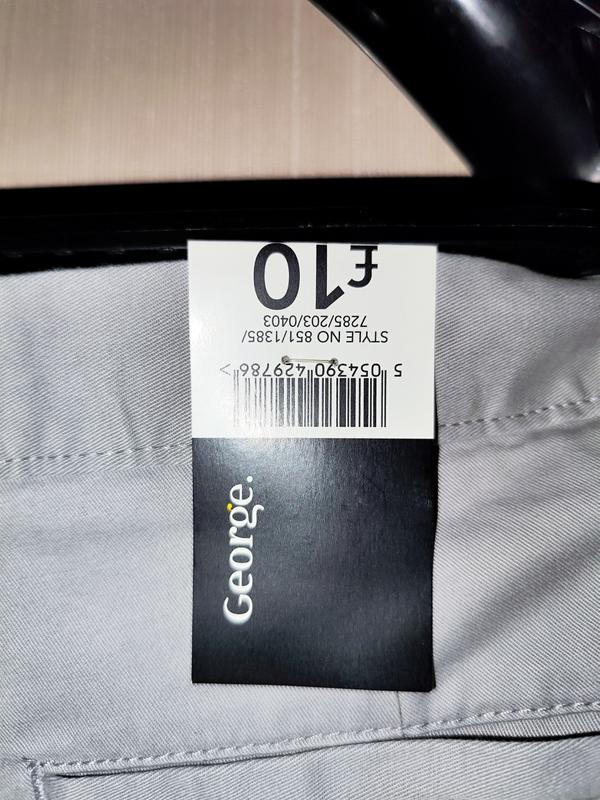 George.
5 054390 429786 >
STYLE NO 851/1385/
7285/203/0403
£10